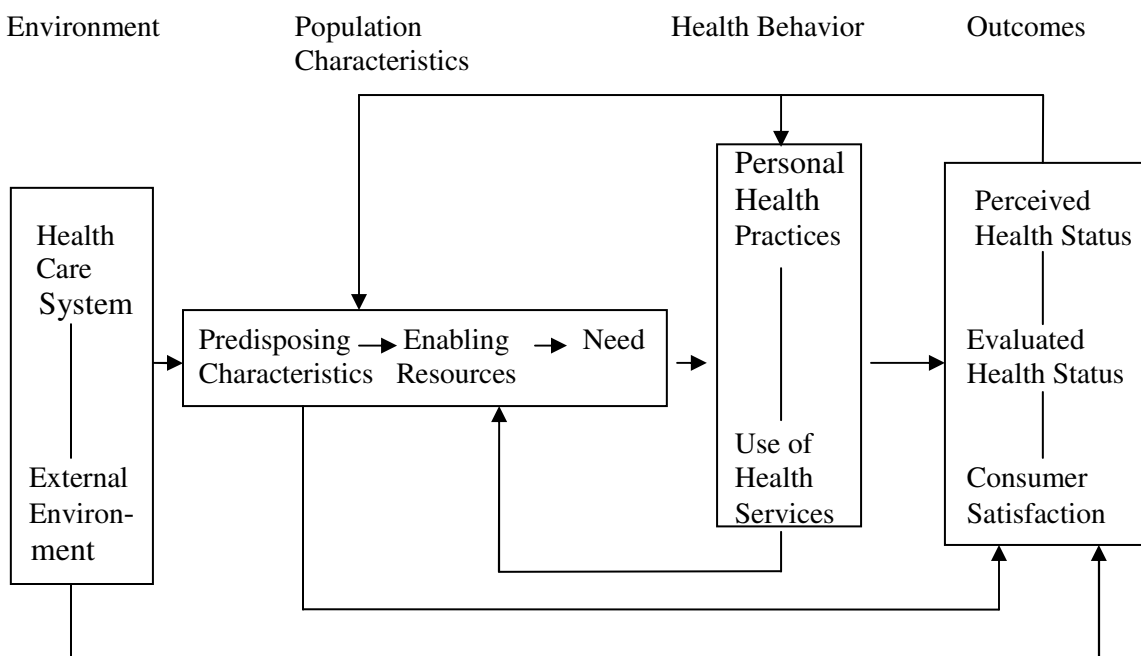 Environment
Population
Characteristics
Health Behavior
Outcomes
Health
Care
System
External
Environ-
ment
Predisposing
Characteristics
Enabling
Resources
Need
Personal
Health
Practices
Use of
Health
Services
Perceived
Health Status
Evaluated
Health Status
Consumer
Satisfaction